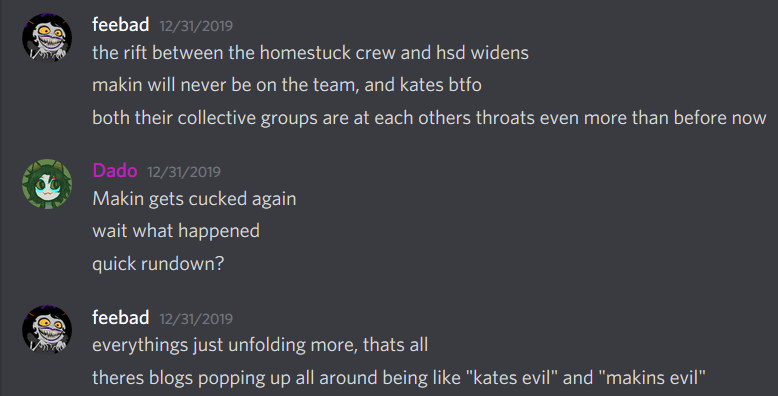 feebad 12/31/2019
the rift between the homestuck crew and hsd widens
makin will never be on the team, and kates btfo
both their collective groups are at each others throats even more than before now
Dado 12/31/2019
Makin gets cucked again
wait what happened
quick rundown?
feebad 12/31/2019
everythings just unfolding more, thats all
theres blogs popping up all around being like "kates evil" and "makins evil"